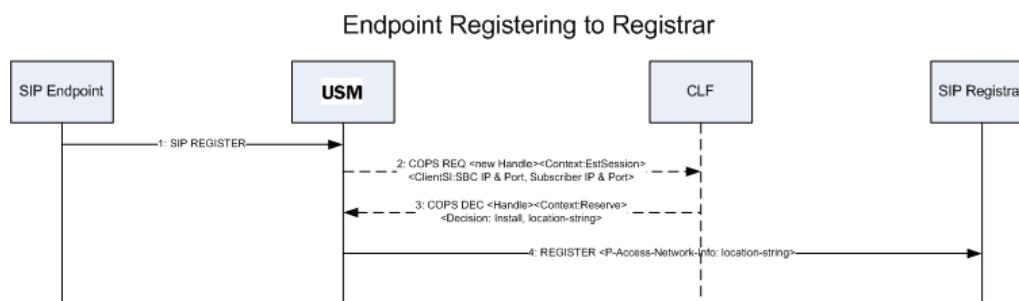 Endpoint Registering to Registrar
SIP Endpoint
USM
CLF
SIP Registra
1: SIP REGISTER
2: COPS REQ <new Handle><Context:EstSession>
<ClientSI:SBC IP & Port, Subscriber IP & Port>
3: COPS DEC <Handle><Context:Reserve>
<Decision: Install, location-string>
4: REGISTER <P-Access-Network-Info: location-string>